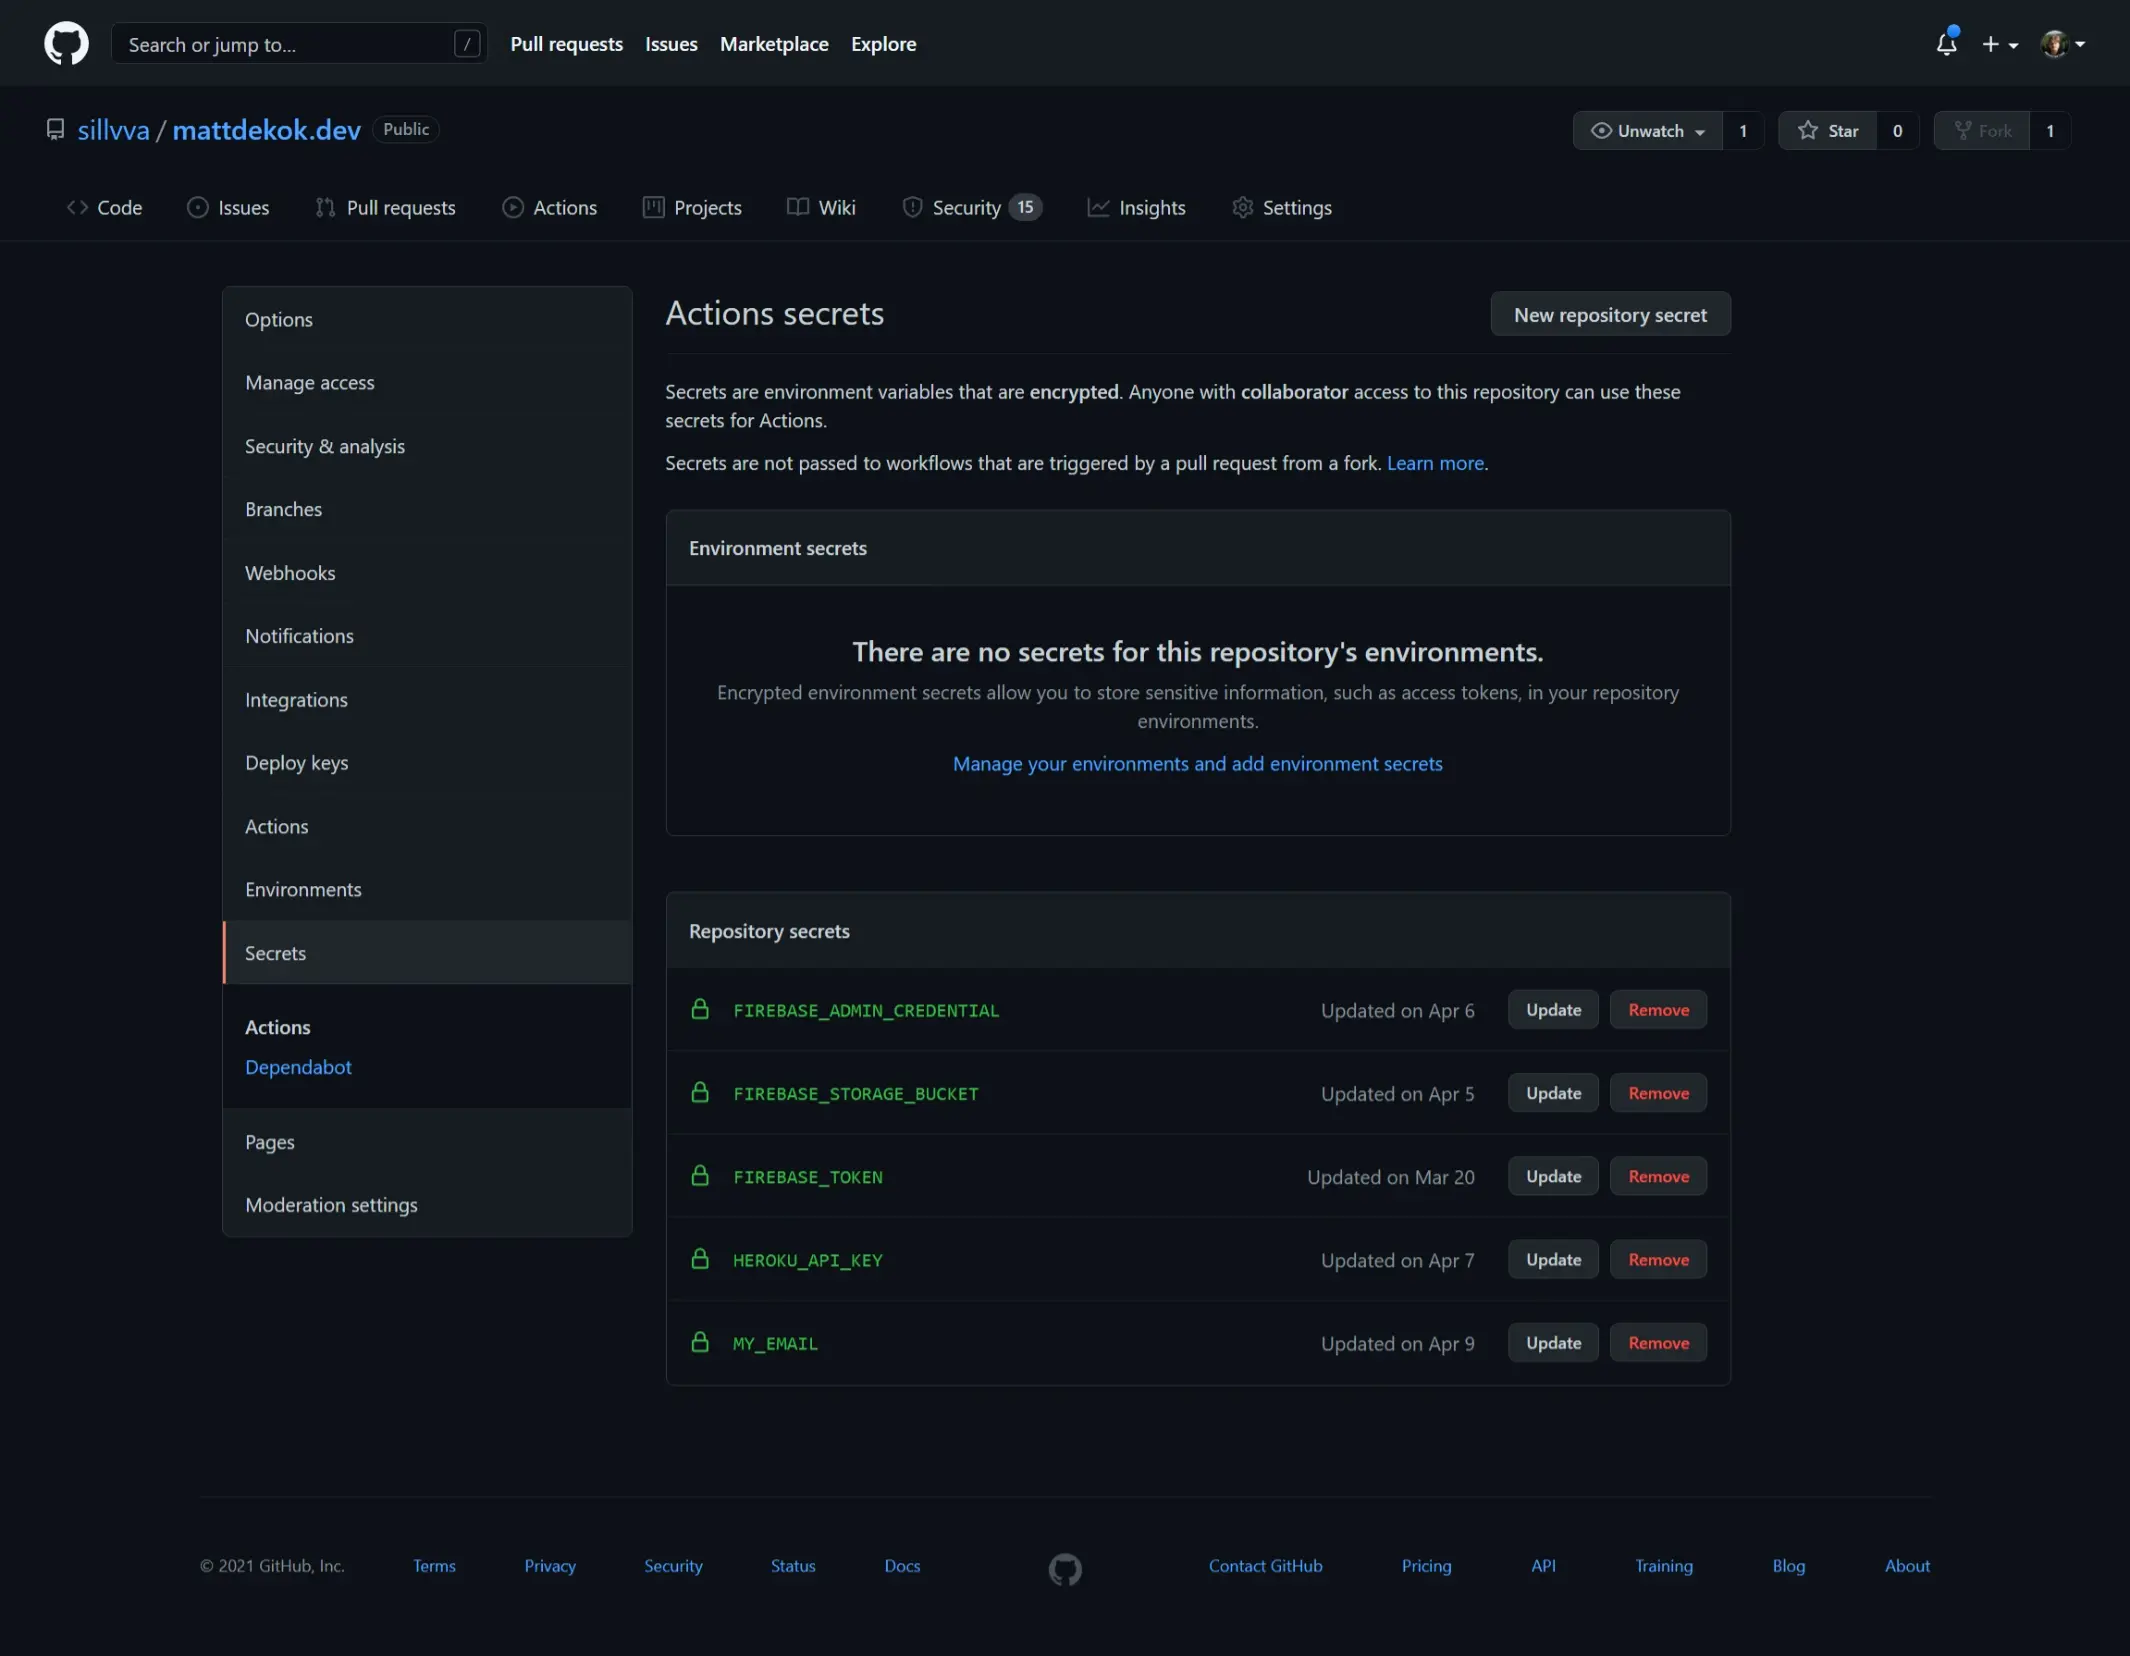 Search or jump to... /
Pull requests Issues Marketplace Explore
sillvva / mattdekok.dev Public
Unwatch 1 Star 0 Fork 1
Code Issues Pull requests Actions Projects Wiki Security 15 Insights Settings
Options
Manage access
Security & analysis
Branches
Webhooks
Notifications
Integrations
Deploy keys
Actions
Environments
Secrets
Actions
Dependabot
Pages
Moderation settings
Actions secrets
New repository secret
Secrets are environment variables that are encrypted. Anyone with collaborator access to this repository can use these
secrets for Actions.
Secrets are not passed to workflows that are triggered by a pull request from a fork. Learn more.
Environment secrets
There are no secrets for this repository's environments.
Encrypted environment secrets allow you to store sensitive information, such as access tokens, in your repository
environments.
Manage your environments and add environment secrets
Repository secrets
FIREBASE_ADMIN_CREDENTIAL Updated on Apr 6 Update Remove
FIREBASE_STORAGE_BUCKET Updated on Apr 5 Update Remove
FIREBASE_TOKEN Updated on Mar 20 Update Remove
HEROKU_API_KEY Updated on Apr 7 Update Remove
MY_EMAIL Updated on Apr 9 Update Remove
© 2021 GitHub, Inc. Terms Privacy Security Status Docs Contact GitHub Pricing API Training Blog About